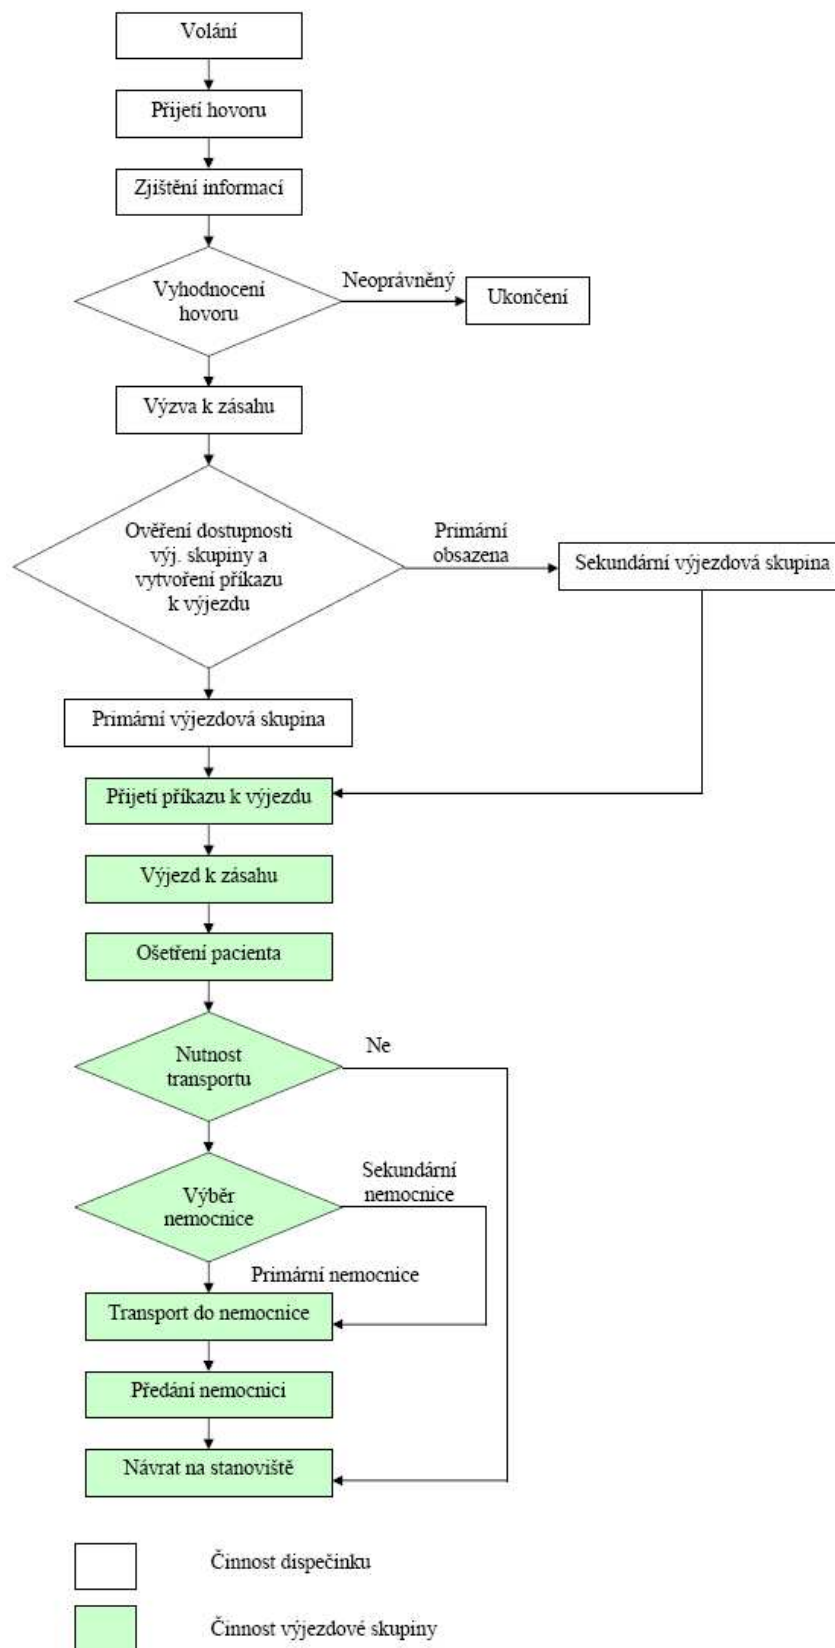 Volání
Přijetí hovoru
Zjištění informací
Vyhodnocení
hovoru
Neoprávněný
Ukončení
Výzva k zásahu
Ověření dostupnosti
výj. skupiny a
vytvoření příkazu
k výjezdu
Primární
obsazena
Sekundární výjezdová skupina
Primární výjezdová skupina
Přijetí příkazu k výjezdu
Výjezd k zásahu
Ošetření pacienta
Nutnost
transportu
Ne
Výběr
nemocnice
Sekundární
nemocnice
Primární nemocnice
Transport do nemocnice
Předání nemocnici
Návrat na stanoviště
Činnost dispečinku
Činnost výjezdové skupiny